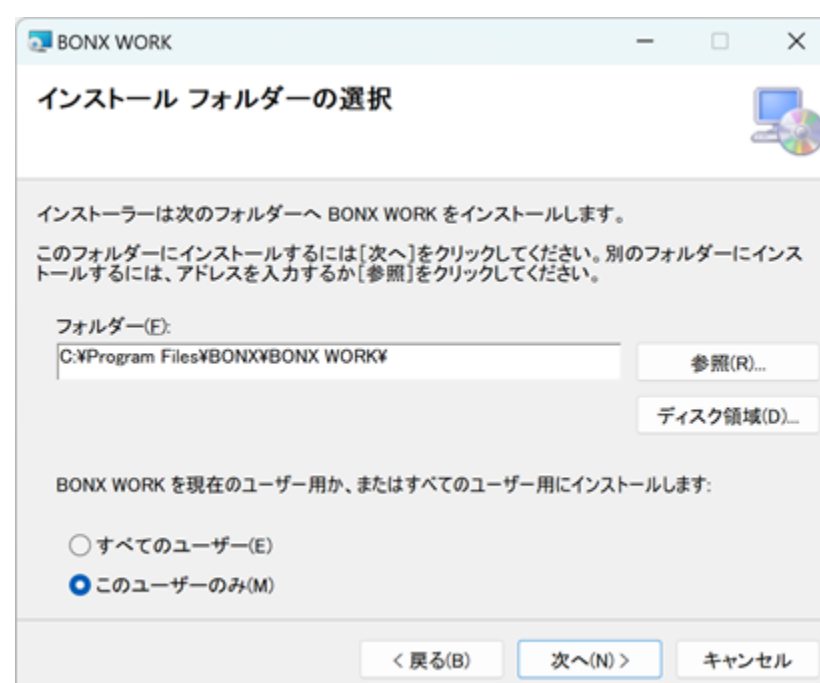 BONX WORK
インストール フォルダーの選択
インストーラーは次のフォルダーへ BONX WORK をインストールします。
このフォルダーにインストールするには[次へ]をクリックしてください。別のフォルダーにインス
トールするには、アドレスを入力するか[参照]をクリックしてください。
フォルダー(F):
C:¥Program Files¥BONX¥BONX WORK¥
参照(R)...
ディスク領域(D)...
BONX WORK を現在のユーザー用か、またはすべてのユーザー用にインストールします:
すべてのユーザー(E)
このユーザーのみ(M)
< 戻る(B)
次へ(N) >
キャンセル